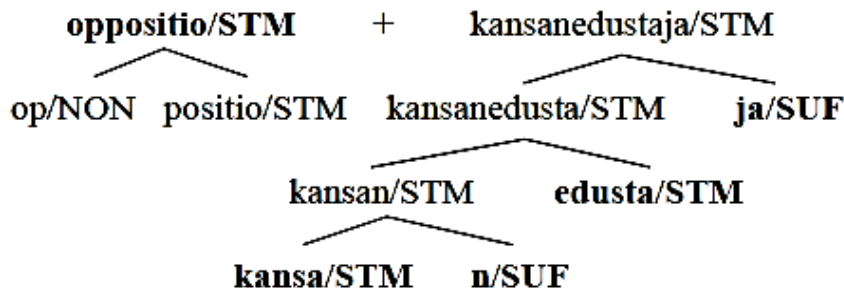 oppositio/STM + kansanedustaja/STM
op/NON positio/STM kansanedusta/STM ja/SUF
kansan/STM edusta/STM
kansa/STM n/SUF